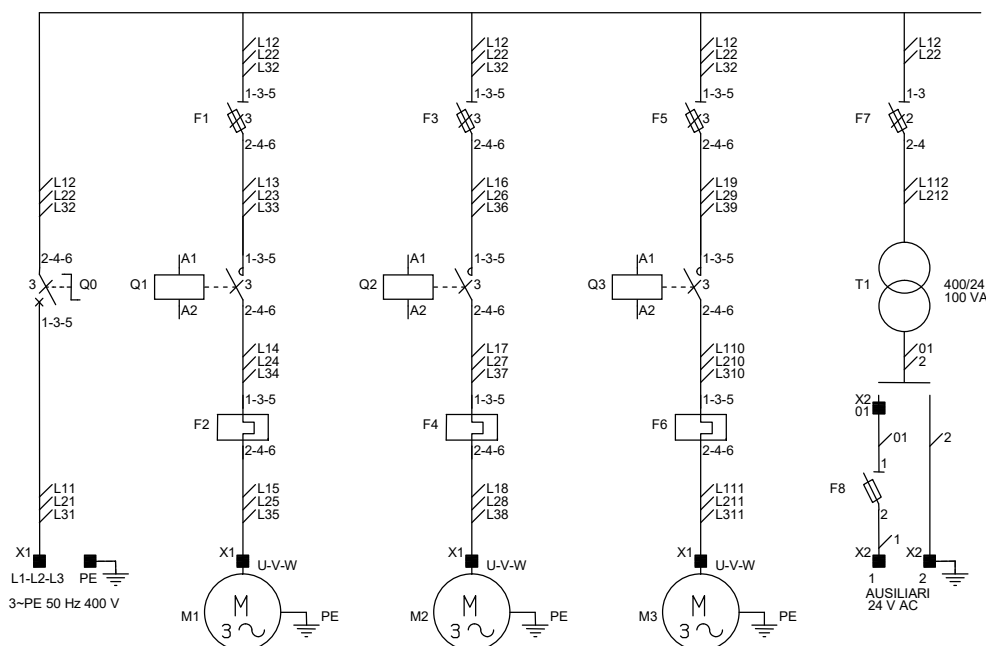 L12
L22
L32
L12
L22
L32
L12
L22
L32
L12
L22
1-3-5
F1
3
2-4-6
1-3-5
F3
3
2-4-6
1-3-5
F5
3
2-4-6
1-3
F7
2
2-4
L12
L22
L32
L13
L23
L33
L16
L26
L36
L19
L29
L39
L112
L212
2-4-6
3
Q0
1-3-5
A1
Q1
A2
1-3-5
3
2-4-6
A1
Q2
A2
1-3-5
3
2-4-6
A1
Q3
A2
1-3-5
3
2-4-6
T1
400/24
100 VA
L14
L24
L34
L17
L27
L37
L110
L210
L310
01
2
1-3-5
F2
2-4-6
1-3-5
F4
2-4-6
1-3-5
F6
2-4-6
X2
01
01
2
1
F8
2
1
L11
L21
L31
L15
L25
L35
L18
L28
L38
L111
L211
L311
X1
L1-L2-L3
PE
3~PE 50 Hz 400 V
X1
U-V-W
M1
M
3
PE
X1
U-V-W
M2
M
3
PE
X1
U-V-W
M3
M
3
PE
X2
1
X2
2
AUSILIARI
24 V AC